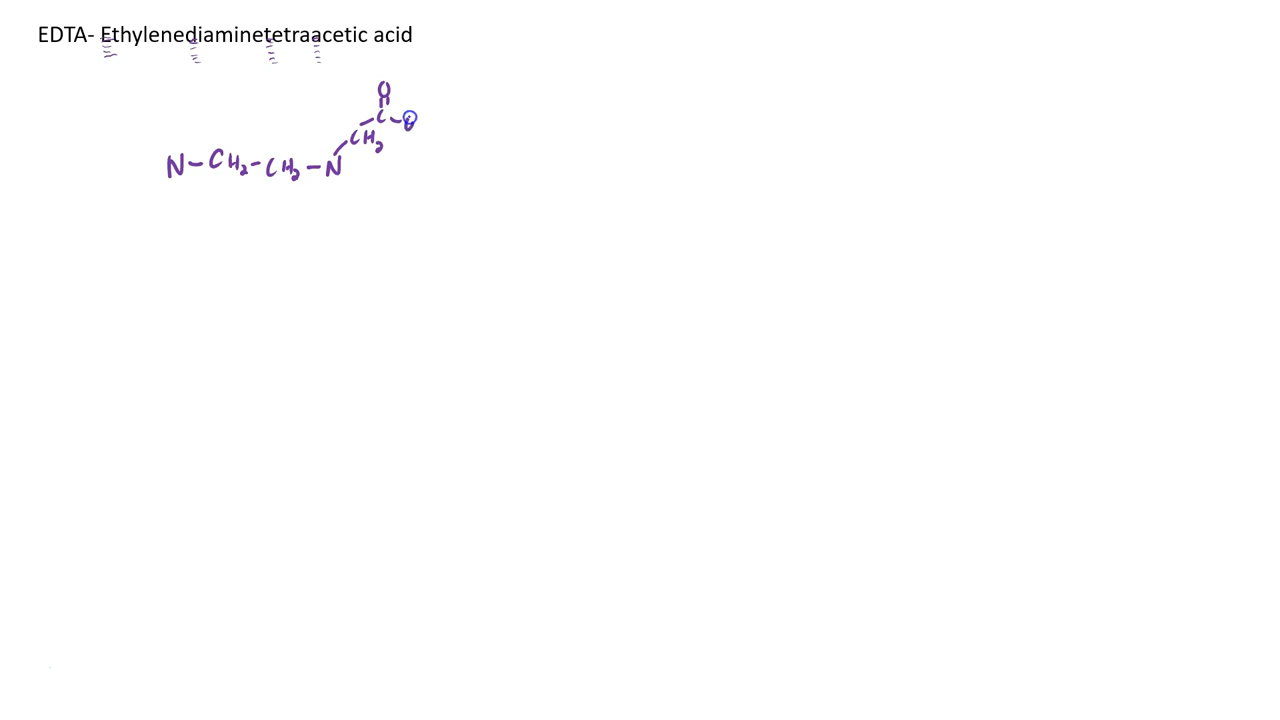 EDTA- Ethylenediaminetetraacetic acid
O
C - O
CH2
N - CH2 - CH2 - N